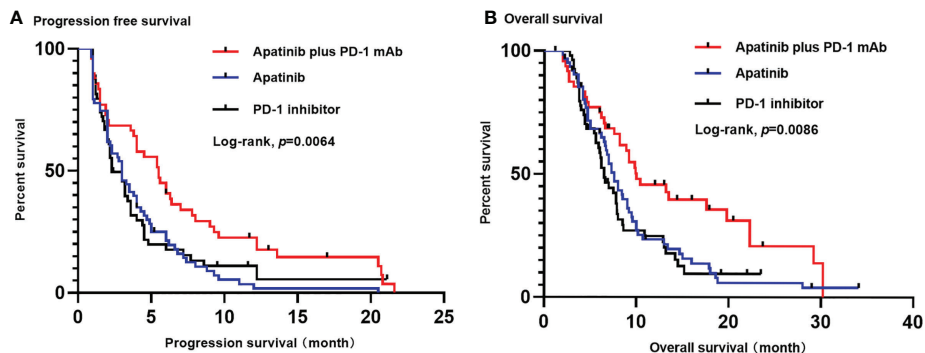 A Progression free survival
Percent survival
100
50
0
0 5 10 15 20 25
Progression survival（month）
Apatinib plus PD-1 mAb
Apatinib
PD-1 inhibitor
Log-rank, p=0.0064
B Overall survival
Percent survival
100
50
0
0 10 20 30 40
Overall survival（month）
Apatinib plus PD-1 mAb
Apatinib
PD-1 inhibitor
Log-rank, p=0.0086